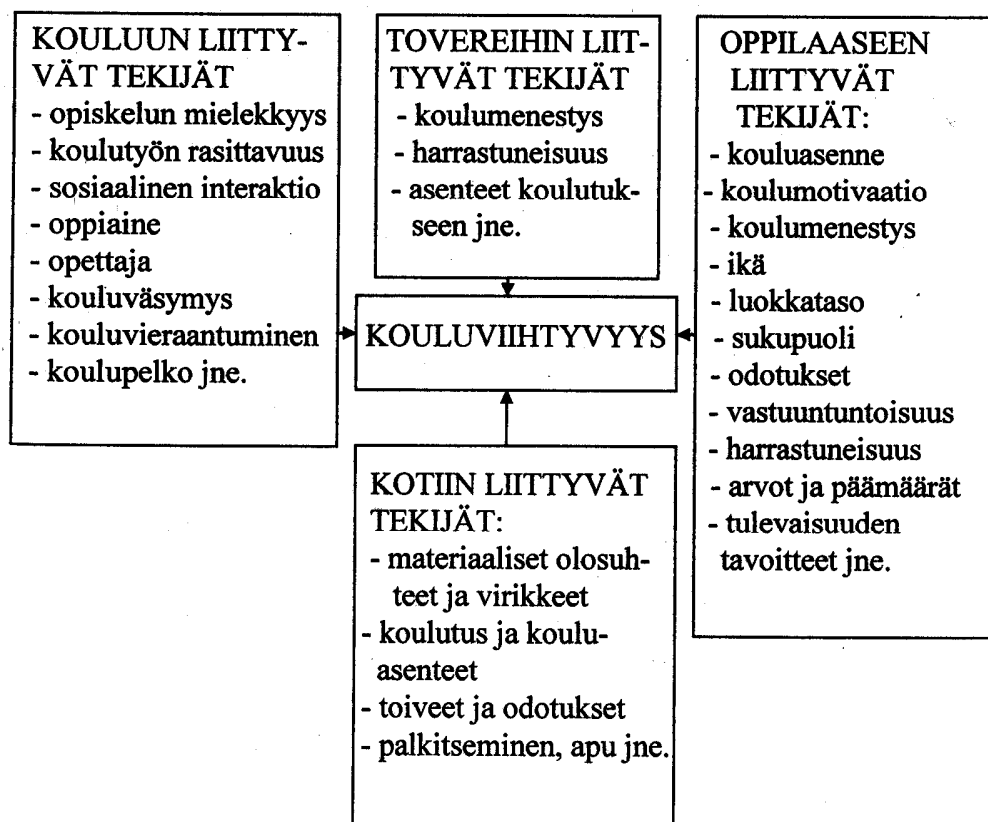 KOULUUN LIITTY-
VÄT TEKIJÄT
- opiskelun mielekkyys
- koulutyön rasittavuus
- sosiaalinen interaktio
- oppiaine
- opettaja
- kouluväsymys
- kouluvieraantuminen
- koulupelko jne.
TOVEREIHIN LIIT-
TYVÄT TEKIJÄT
- koulumenestys
- harrastuneisuus
- asenteet koulutuk-
seen jne.
OPPILAASEEN
LIITTYVÄT
TEKIJÄT:
- kouluasenne
- koulumotivaatio
- koulumenestys
- ikä
- luokkataso
- sukupuoli
- odotukset
- vastuuntuntoisuus
- harrastuneisuus
- arvot ja päämäärät
- tulevaisuuden
tavoitteet jne.
KOULUVIIHTYVYYS
KOTIIN LIITTYVÄT
TEKIJÄT:
- materiaaliset olosuh-
teet ja virikkeet
- koulutus ja koulu-
asenteet
- toiveet ja odotukset
- palkitseminen, apu jne.